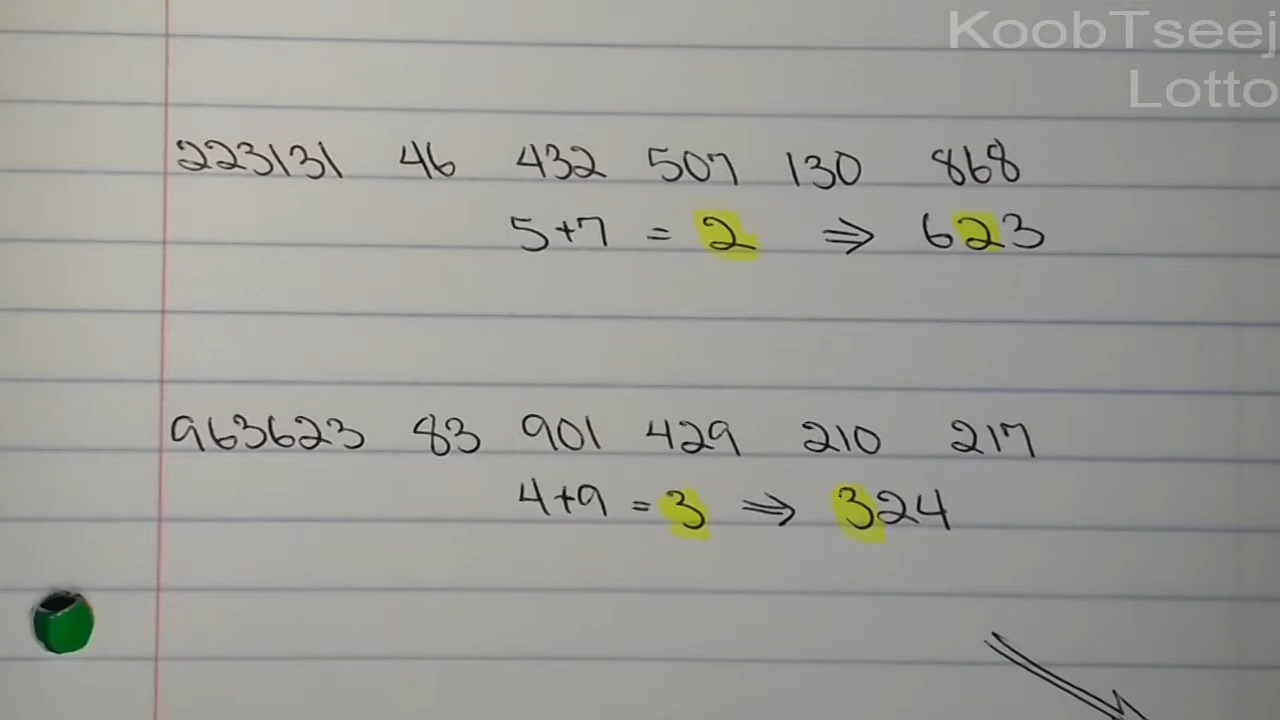 KoobTseej
Lotto
223131 46 432 507 130 868
5+7 = 2 ⇒ 623
963623 83 901 429 210 217
4+9 = 3 ⇒ 324